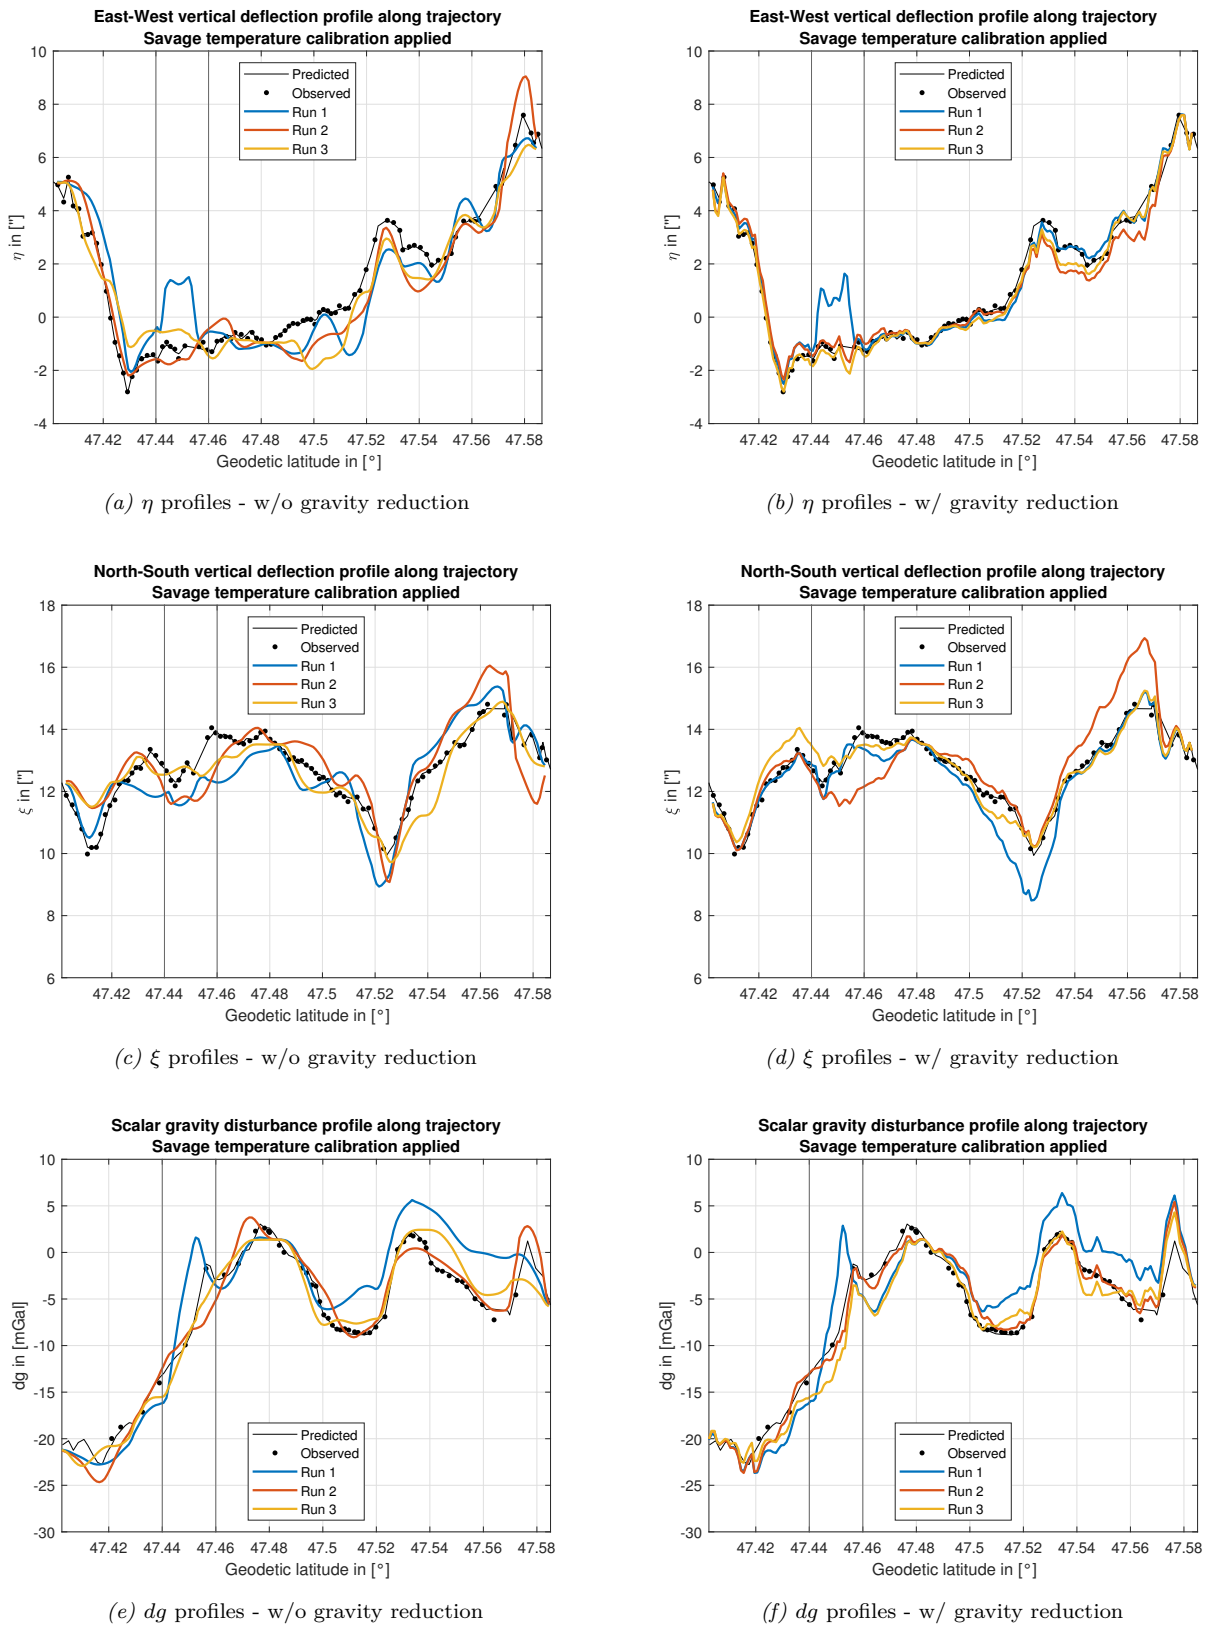 East-West vertical deflection profile along trajectory
Savage temperature calibration applied
10
8
6
4
2
0
-2
-4
η in ["]
Predicted
Observed
Run 1
Run 2
Run 3
47.42 47.44 47.46 47.48 47.5 47.52 47.54 47.56 47.58
Geodetic latitude in [°]
(a) η profiles - w/o gravity reduction
East-West vertical deflection profile along trajectory
Savage temperature calibration applied
10
8
6
4
2
0
-2
-4
η in ["]
Predicted
Observed
Run 1
Run 2
Run 3
47.42 47.44 47.46 47.48 47.5 47.52 47.54 47.56 47.58
Geodetic latitude in [°]
(b) η profiles - w/ gravity reduction
North-South vertical deflection profile along trajectory
Savage temperature calibration applied
18
16
14
12
10
8
6
ξ in ["]
Predicted
Observed
Run 1
Run 2
Run 3
47.42 47.44 47.46 47.48 47.5 47.52 47.54 47.56 47.58
Geodetic latitude in [°]
(c) ξ profiles - w/o gravity reduction
North-South vertical deflection profile along trajectory
Savage temperature calibration applied
18
16
14
12
10
8
6
ξ in ["]
Predicted
Observed
Run 1
Run 2
Run 3
47.42 47.44 47.46 47.48 47.5 47.52 47.54 47.56 47.58
Geodetic latitude in [°]
(d) ξ profiles - w/ gravity reduction
Scalar gravity disturbance profile along trajectory
Savage temperature calibration applied
10
5
0
-5
-10
-15
-20
-25
-30
dg in [mGal]
Predicted
Observed
Run 1
Run 2
Run 3
47.42 47.44 47.46 47.48 47.5 47.52 47.54 47.56 47.58
Geodetic latitude in [°]
(e) dg profiles - w/o gravity reduction
Scalar gravity disturbance profile along trajectory
Savage temperature calibration applied
10
5
0
-5
-10
-15
-20
-25
-30
dg in [mGal]
Predicted
Observed
Run 1
Run 2
Run 3
47.42 47.44 47.46 47.48 47.5 47.52 47.54 47.56 47.58
Geodetic latitude in [°]
(f) dg profiles - w/ gravity reduction